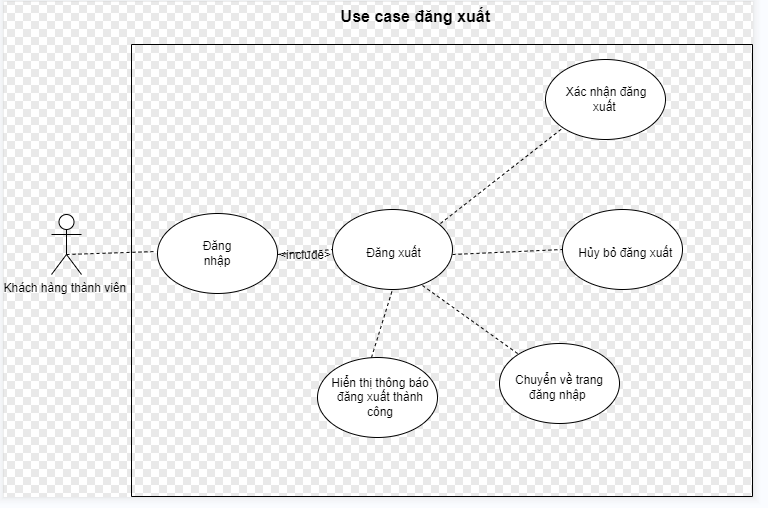 Use case đăng xuất
Xác nhận đăng
xuất
Đăng
nhập
<include>
Đăng xuất
Hủy bỏ đăng xuất
Khách hàng thành viên
Hiển thị thông báo
đăng xuất thành
công
Chuyển về trang
đăng nhập